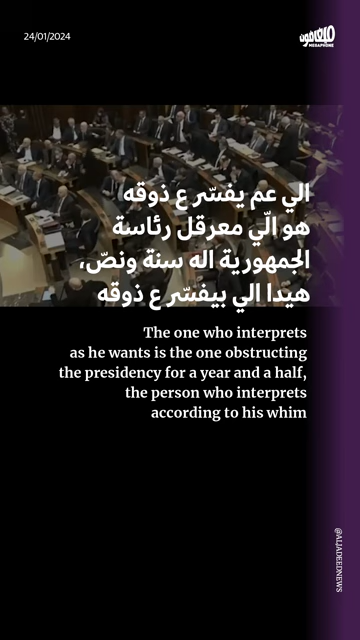 24/01/2024
ميغافون
MEGAPHONE
الي عم يفسّر ع ذوقه
هو الّي معرقل رئاسة
الجمهورية اله سنة ونصّ،
هيدا الي بيفسّر ع ذوقه
The one who interprets
as he wants is the one obstructing
the presidency for a year and a half,
the person who interprets
according to his whim
@ALJADEEDNEWS